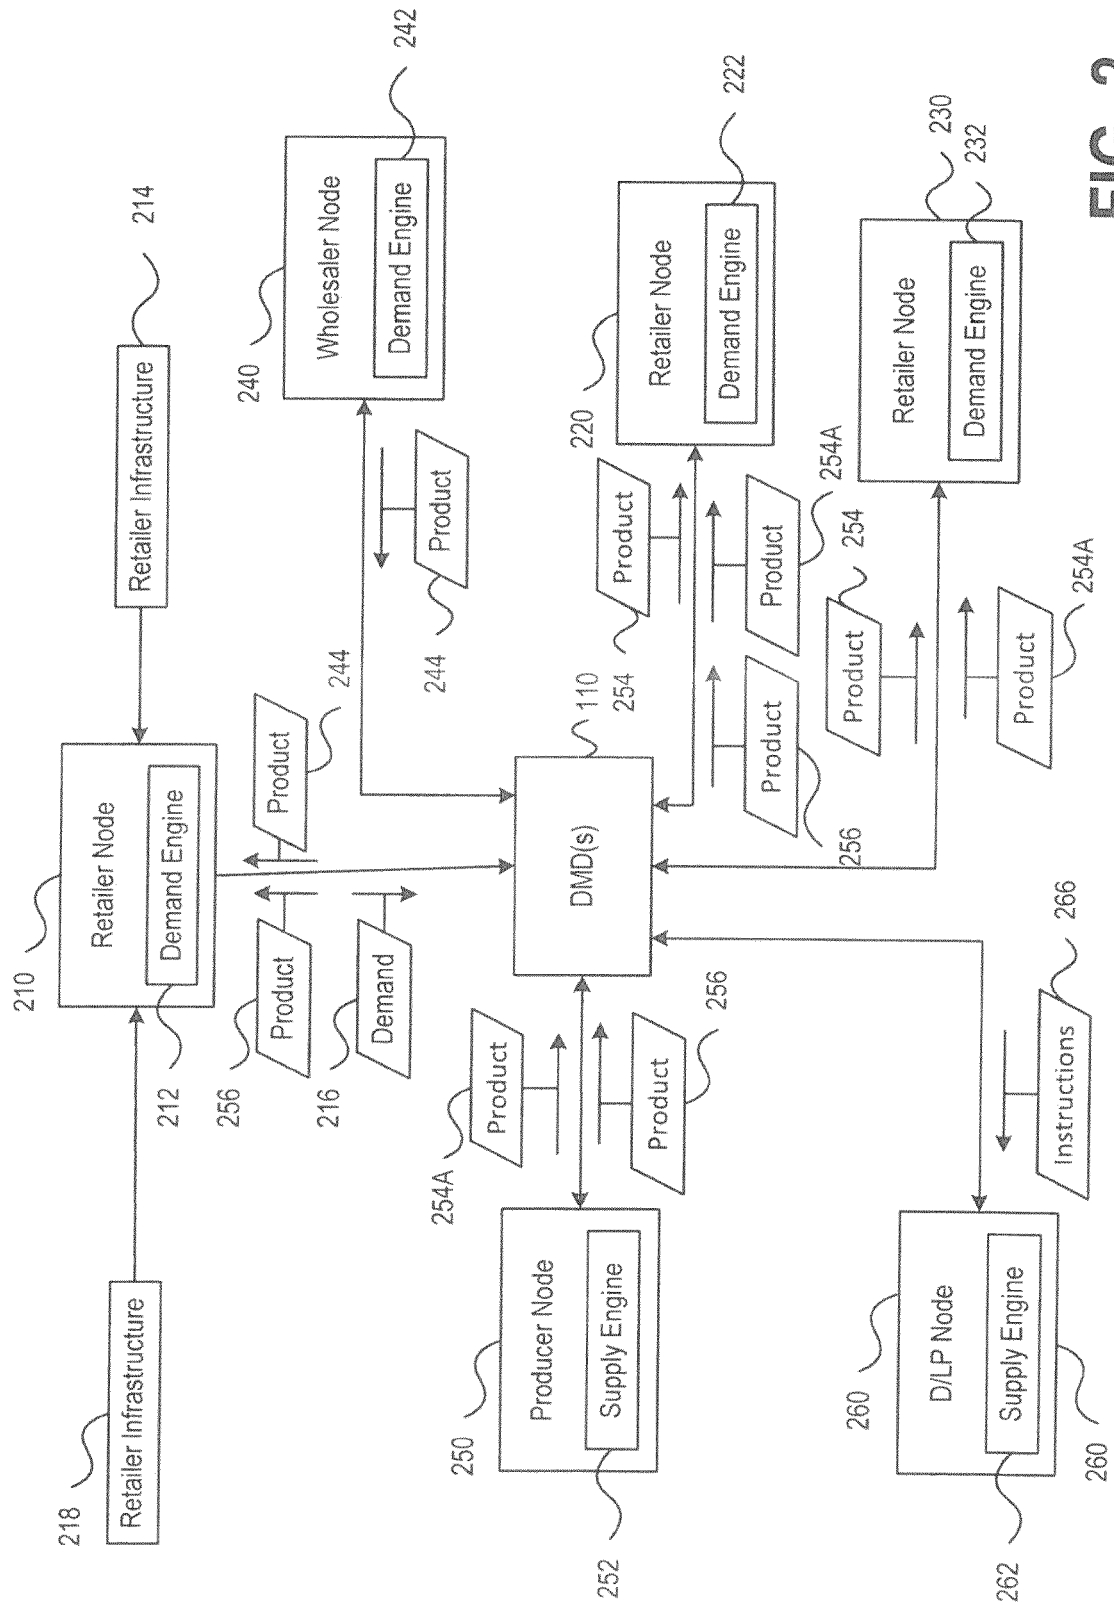 218
Retailer Infrastructure
210
Retailer Node
Demand Engine
212
Retailer Infrastructure
214
256
Product
216
Demand
Product
244
240
Wholesaler Node
Demand Engine
242
Product
244
250
Producer Node
Supply Engine
252
254A
Product
Product
256
DMD(s)
110
220
Retailer Node
Demand Engine
222
Product
254
Product
254A
Product
256
260
D/LP Node
Supply Engine
262
260
Instructions
266
Product
254
Product
254A
Retailer Node
Demand Engine
230
232
FIG. 2